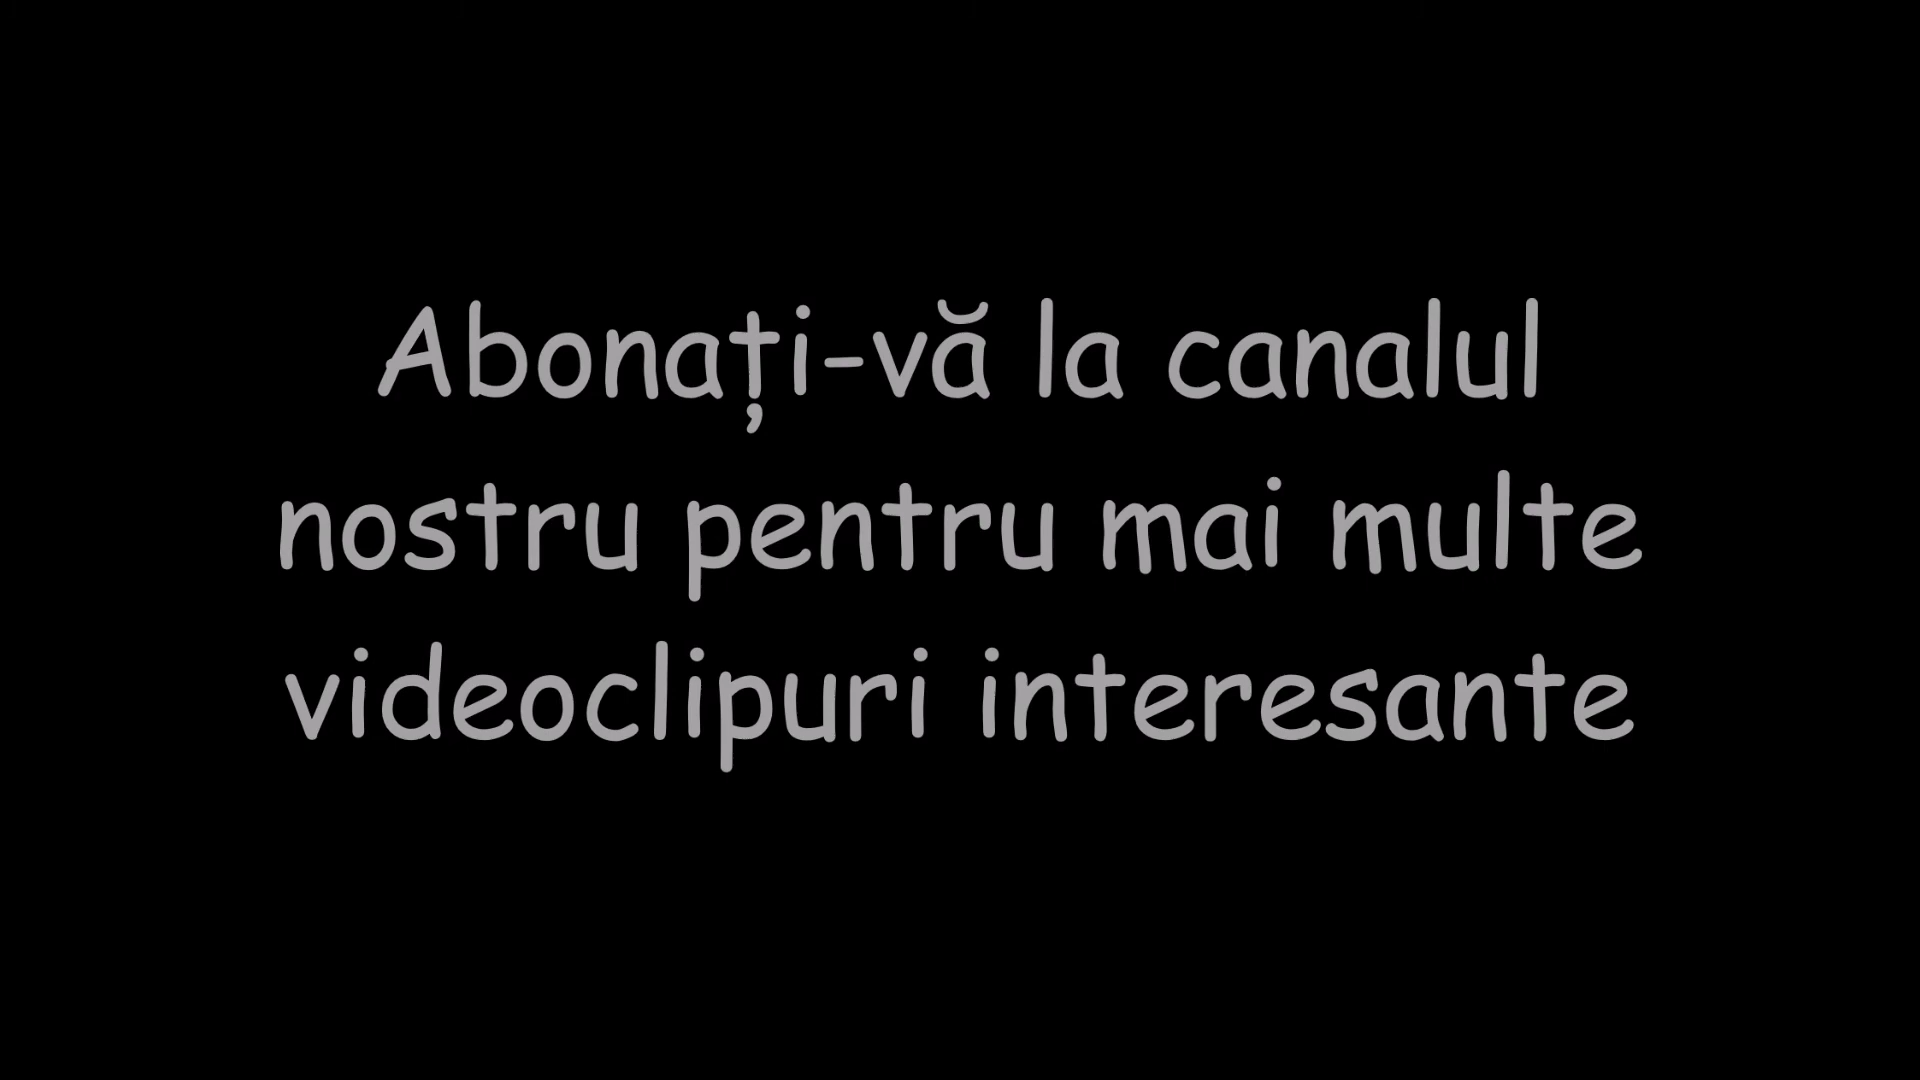 Abonați-vă la canalul
nostru pentru mai multe
videoclipuri interesante